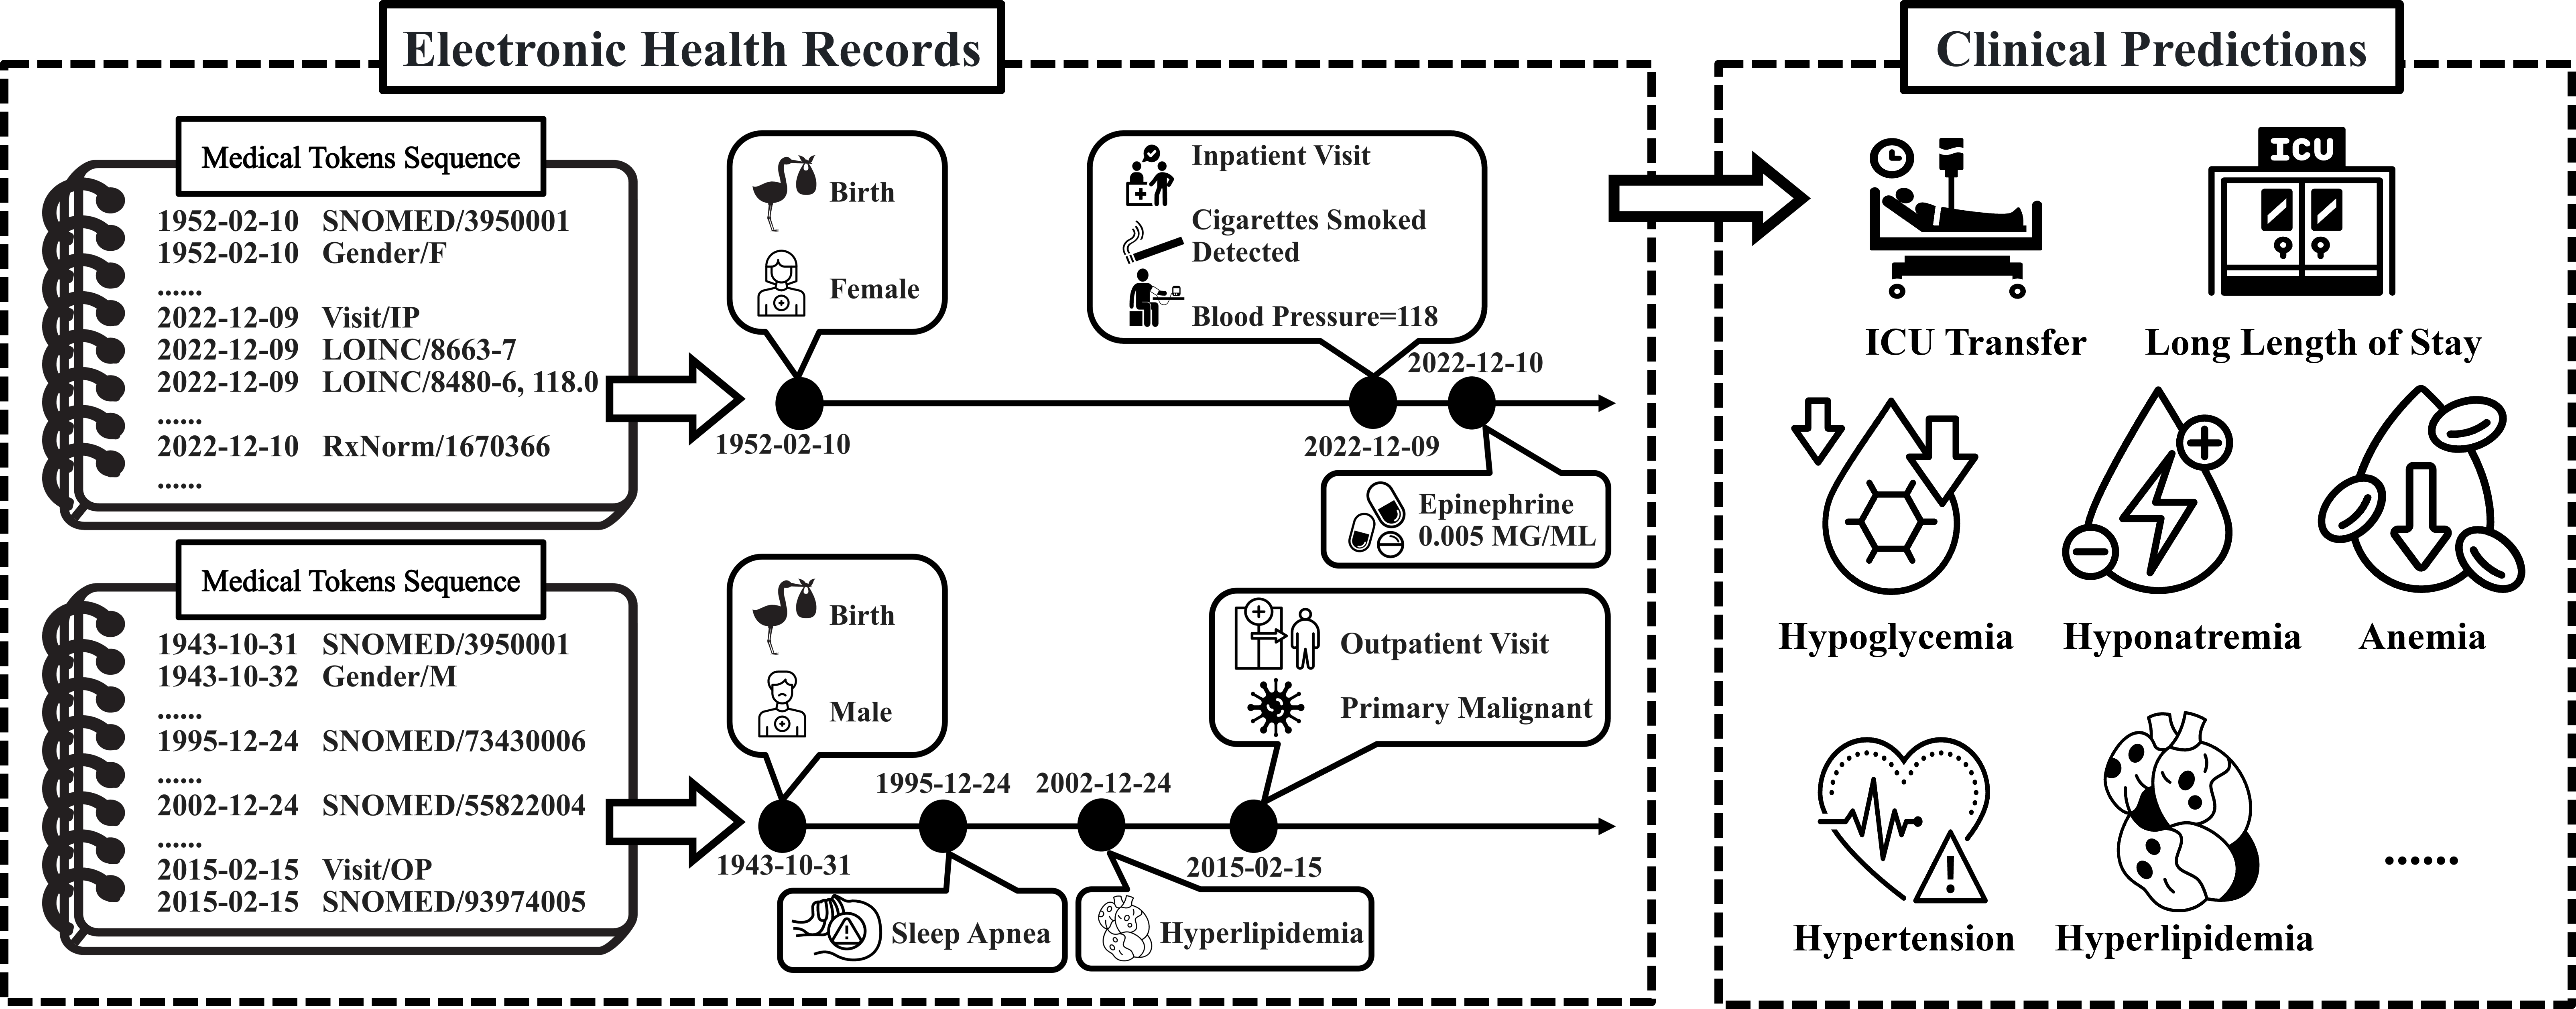 Electronic Health Records
Medical Tokens Sequence
1952-02-10 SNOMED/3950001
1952-02-10 Gender/F
......
2022-12-09 Visit/IP
2022-12-09 LOINC/8663-7
2022-12-09 LOINC/8480-6, 118.0
......
2022-12-10 RxNorm/1670366
......
Birth
Female
1952-02-10
Inpatient Visit
Cigarettes Smoked
Detected
Blood Pressure=118
2022-12-09
2022-12-10
Epinephrine
0.005 MG/ML
Medical Tokens Sequence
1943-10-31 SNOMED/3950001
1943-10-32 Gender/M
......
1995-12-24 SNOMED/73430006
......
2002-12-24 SNOMED/55822004
......
2015-02-15 Visit/OP
2015-02-15 SNOMED/93974005
Birth
Male
1943-10-31
1995-12-24
Sleep Apnea
2002-12-24
Hyperlipidemia
Outpatient Visit
Primary Malignant
2015-02-15
Clinical Predictions
ICU
ICU Transfer
Long Length of Stay
Hypoglycemia
Hyponatremia
Anemia
Hypertension
Hyperlipidemia
......